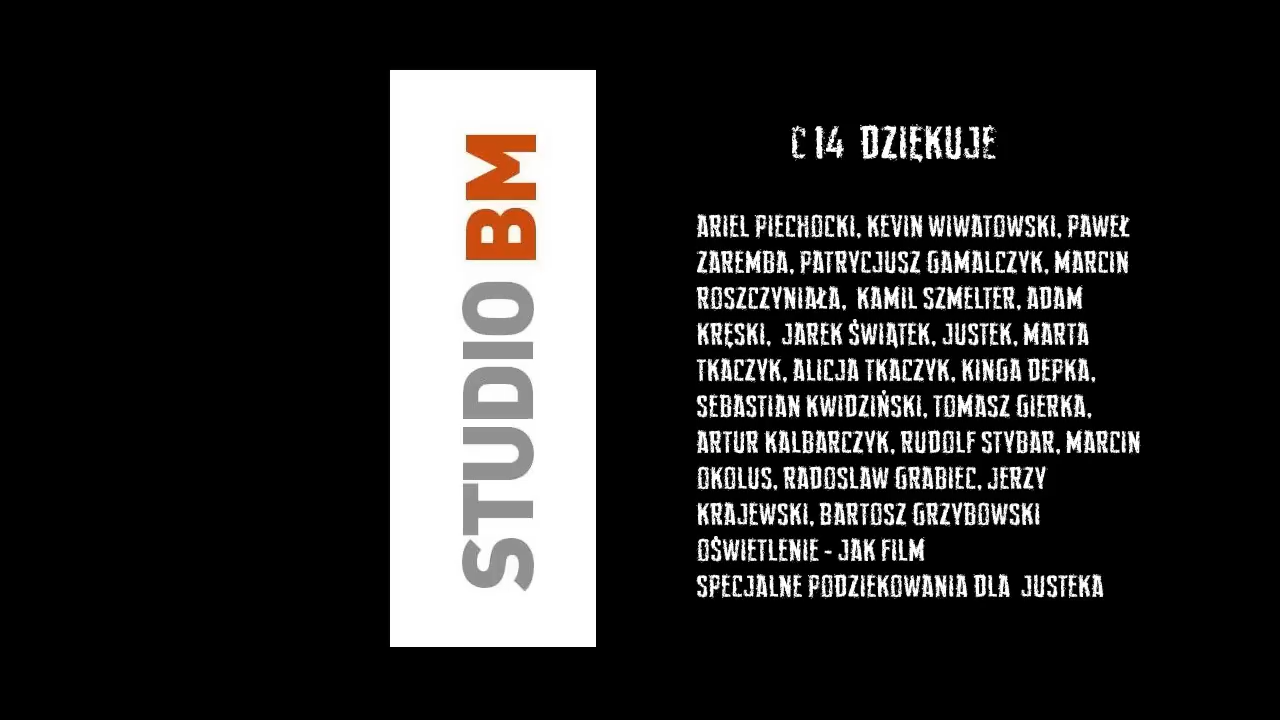 STUDIO BM
C 14 DZIĘKUJE
ARIEL PIECHOCKI, KEVIN WIWATOWSKI, PAWEŁ
ZAREMBA, PATRYCJUSZ GAMALCZYK, MARCIN
ROSZCZYNIAŁA, KAMIL SZMELTER, ADAM
KRĘSKI, JAREK ŚWIĄTEK, JUSTEK, MARTA
TKACZYK, ALICJA TKACZYK, KINGA DEPKA,
SEBASTIAN KWIDZIŃSKI, TOMASZ GIERKA,
ARTUR KALBARCZYK, RUDOLF STYBAR, MARCIN
OKOLUS, RADOSLAW GRABIEC, JERZY
KRAJEWSKI, BARTOSZ GRZYBOWSKI
OŚWIETLENIE - JAK FILM
SPECJALNE PODZIEKOWANIA DLA JUSTEKA